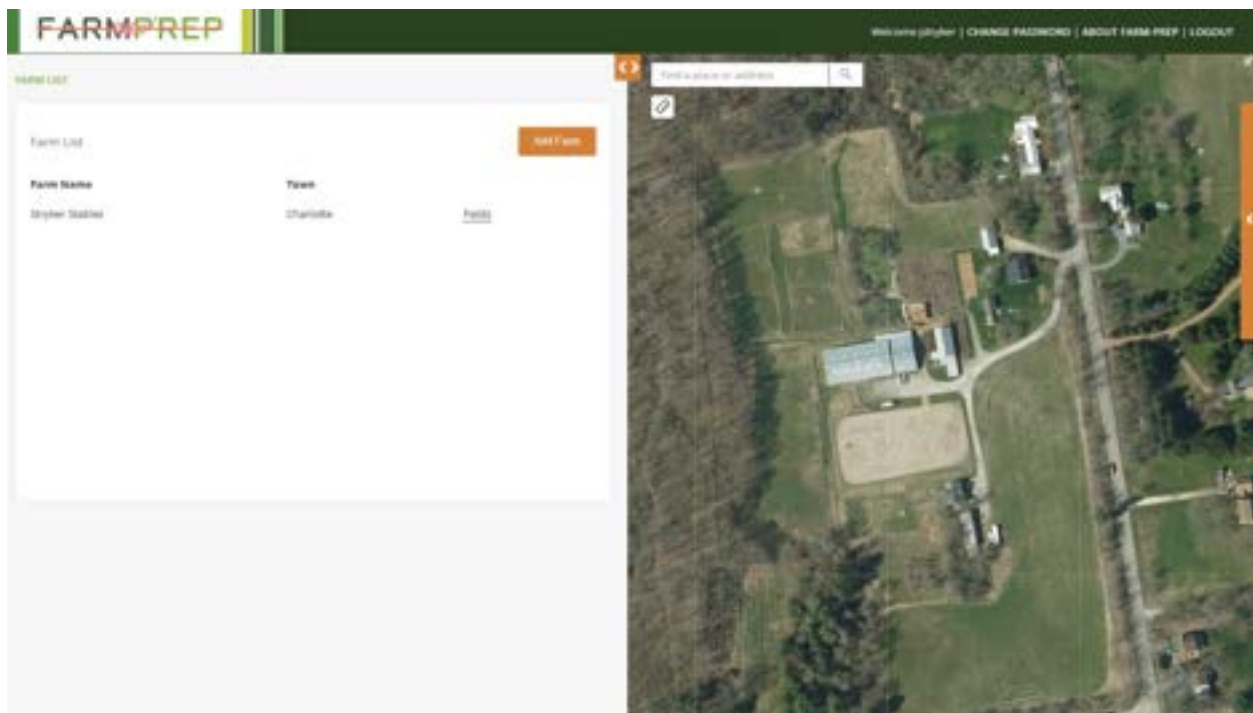 FARMPREP
Welcome jstryker | CHANGE PASSWORD | ABOUT FARM-PREP | LOGOUT
FARM LIST
Find a place or address
Farm List
Add Farm
Farm Name Town
Stryker Stables Charlotte Fields